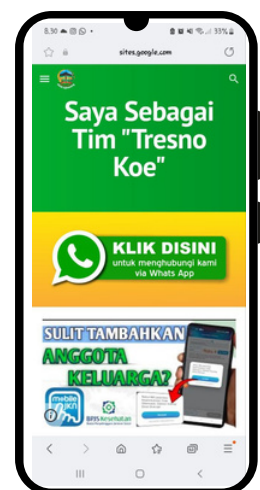 8.30
33%
sites.google.com
Saya Sebagai
Tim "Tresno
Koe"
KLIK DISINI
untuk menghubungi kami
via Whats App
SULIT TAMBAHKAN
ANGGOTA
KELUARGA?
mobile
JKN
BPJS Kesehatan